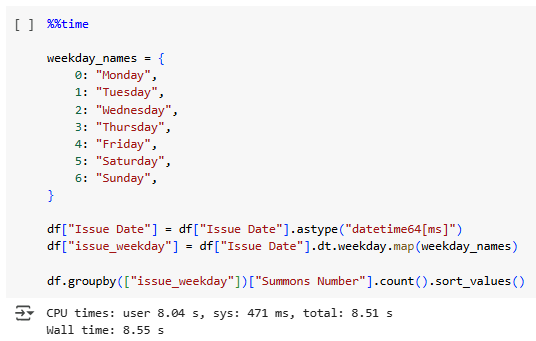 [ ] %%time
weekday_names = {
    0: "Monday",
    1: "Tuesday",
    2: "Wednesday",
    3: "Thursday",
    4: "Friday",
    5: "Saturday",
    6: "Sunday",
}
df["Issue Date"] = df["Issue Date"].astype("datetime64[ms]")
df["issue_weekday"] = df["Issue Date"].dt.weekday.map(weekday_names)
df.groupby(["issue_weekday"])["Summons Number"].count().sort_values()
CPU times: user 8.04 s, sys: 471 ms, total: 8.51 s
Wall time: 8.55 s